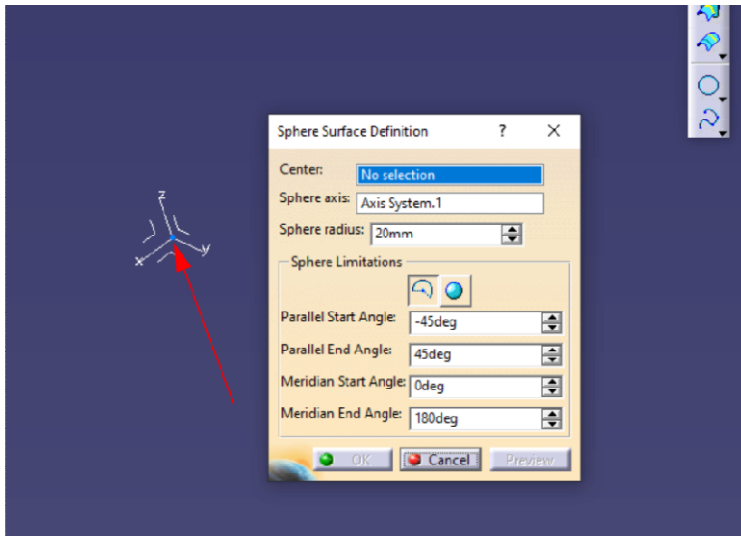 z
y
x
Sphere Surface Definition ? X
Center: No selection
Sphere axis: Axis System.1
Sphere radius: 20mm
Sphere Limitations
Parallel Start Angle: -45deg
Parallel End Angle: 45deg
Meridian Start Angle: 0deg
Meridian End Angle: 180deg
OK Cancel Preview